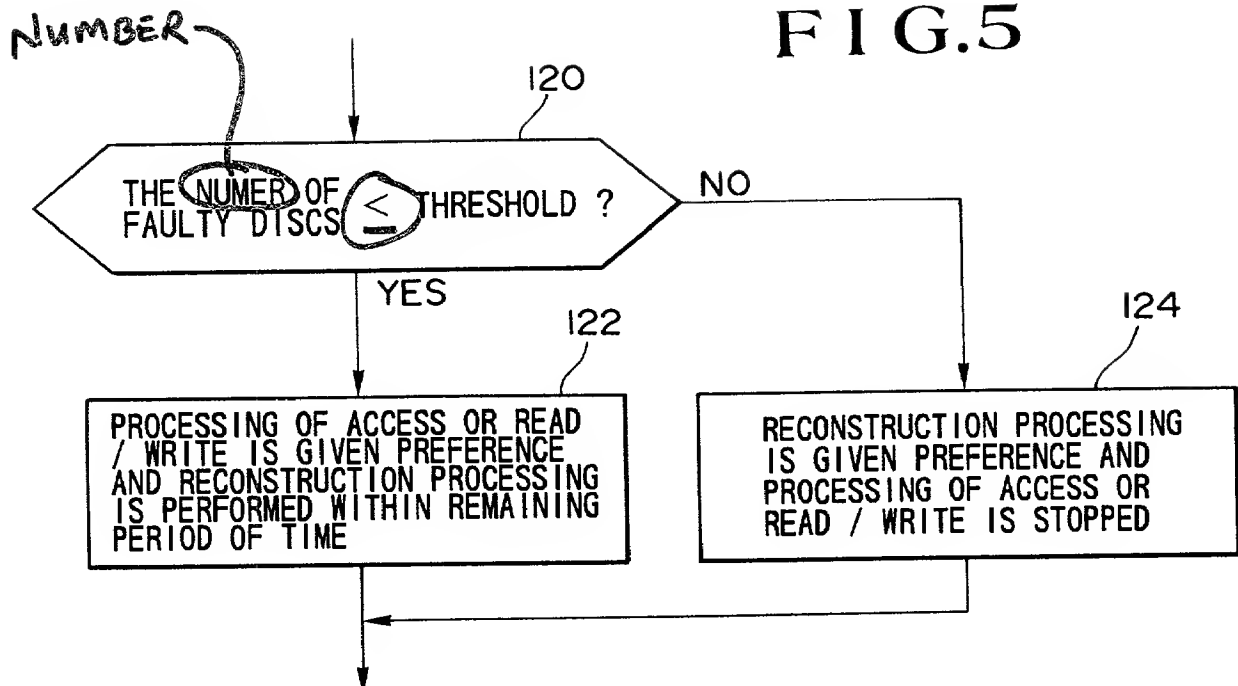 NUMBER
FIG.5
120
THE NUMER OF
FAULTY DISCS ≤ THRESHOLD ?
NO
YES
122
PROCESSING OF ACCESS OR READ
/ WRITE IS GIVEN PREFERENCE
AND RECONSTRUCTION PROCESSING
IS PERFORMED WITHIN REMAINING
PERIOD OF TIME
124
RECONSTRUCTION PROCESSING
IS GIVEN PREFERENCE AND
PROCESSING OF ACCESS OR
READ / WRITE IS STOPPED